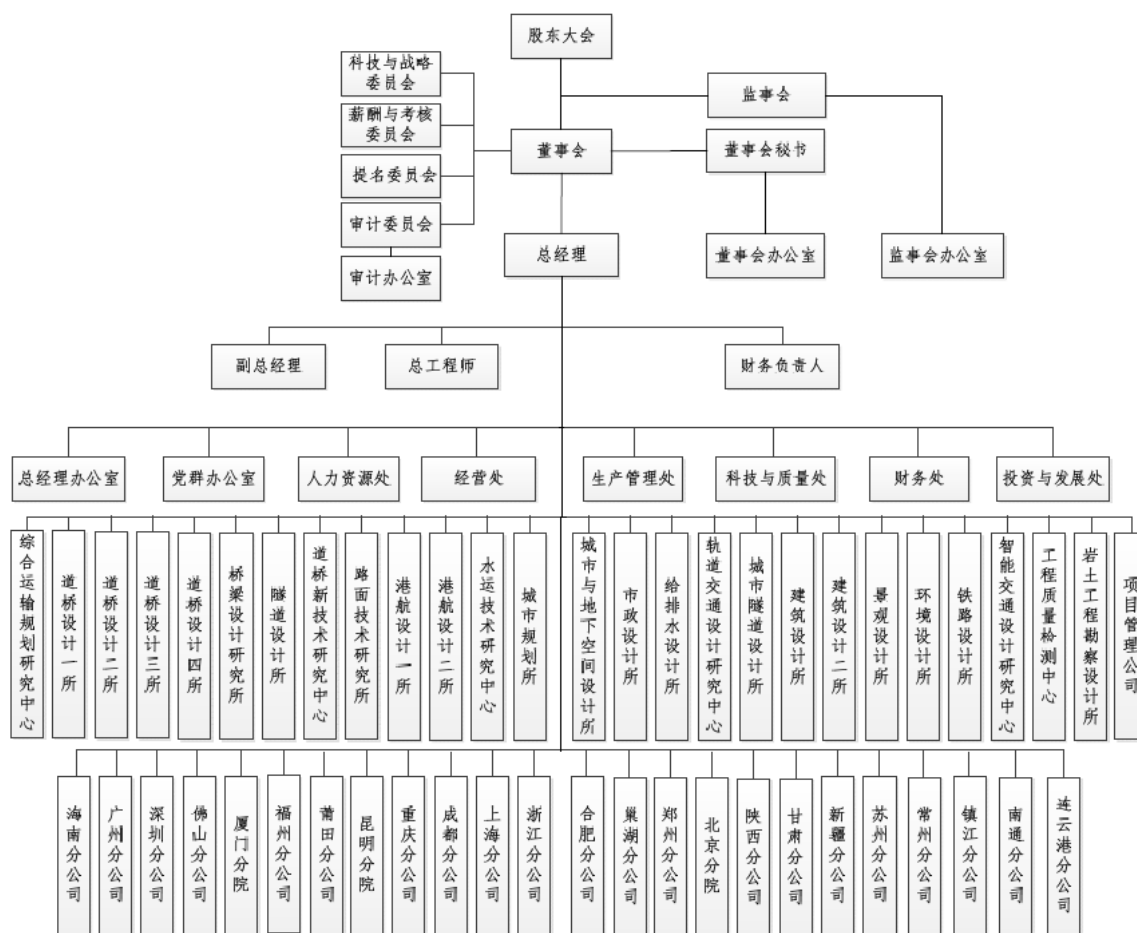 股东大会
科技与战略
委员会
监事会
薪酬与考核
委员会
董事会
董事会秘书
提名委员会
审计委员会
总经理
董事会办公室
监事会办公室
审计办公室
副总经理
总工程师
财务负责人
总经理办公室
党群办公室
人力资源处
经营处
生产管理处
科技与质量处
财务处
投资与发展处
综合运输规划研究中心
道桥设计一所
道桥设计二所
道桥设计三所
道桥设计四所
桥梁设计研究所
隧道设计所
道桥新技术研究中心
路面技术研究所
港航设计一所
港航设计二所
水运技术研究中心
城市规划所
城市与地下空间设计所
市政设计所
给排水设计所
轨道交通设计研究中心
城市隧道设计所
建筑设计所
建筑设计二所
景观设计所
环境设计所
铁路设计所
智能交通设计研究中心
工程质量检测中心
岩土工程勘察设计所
项目管理公司
海南分公司
广州分公司
深圳分公司
佛山分公司
厦门分院
福州分公司
莆田分公司
昆明分院
重庆分公司
成都分公司
上海分公司
浙江分公司
合肥分公司
巢湖分公司
郑州分公司
北京分院
陕西分公司
甘肃分公司
新疆分公司
苏州分公司
常州分公司
镇江分公司
南通分公司
连云港分公司